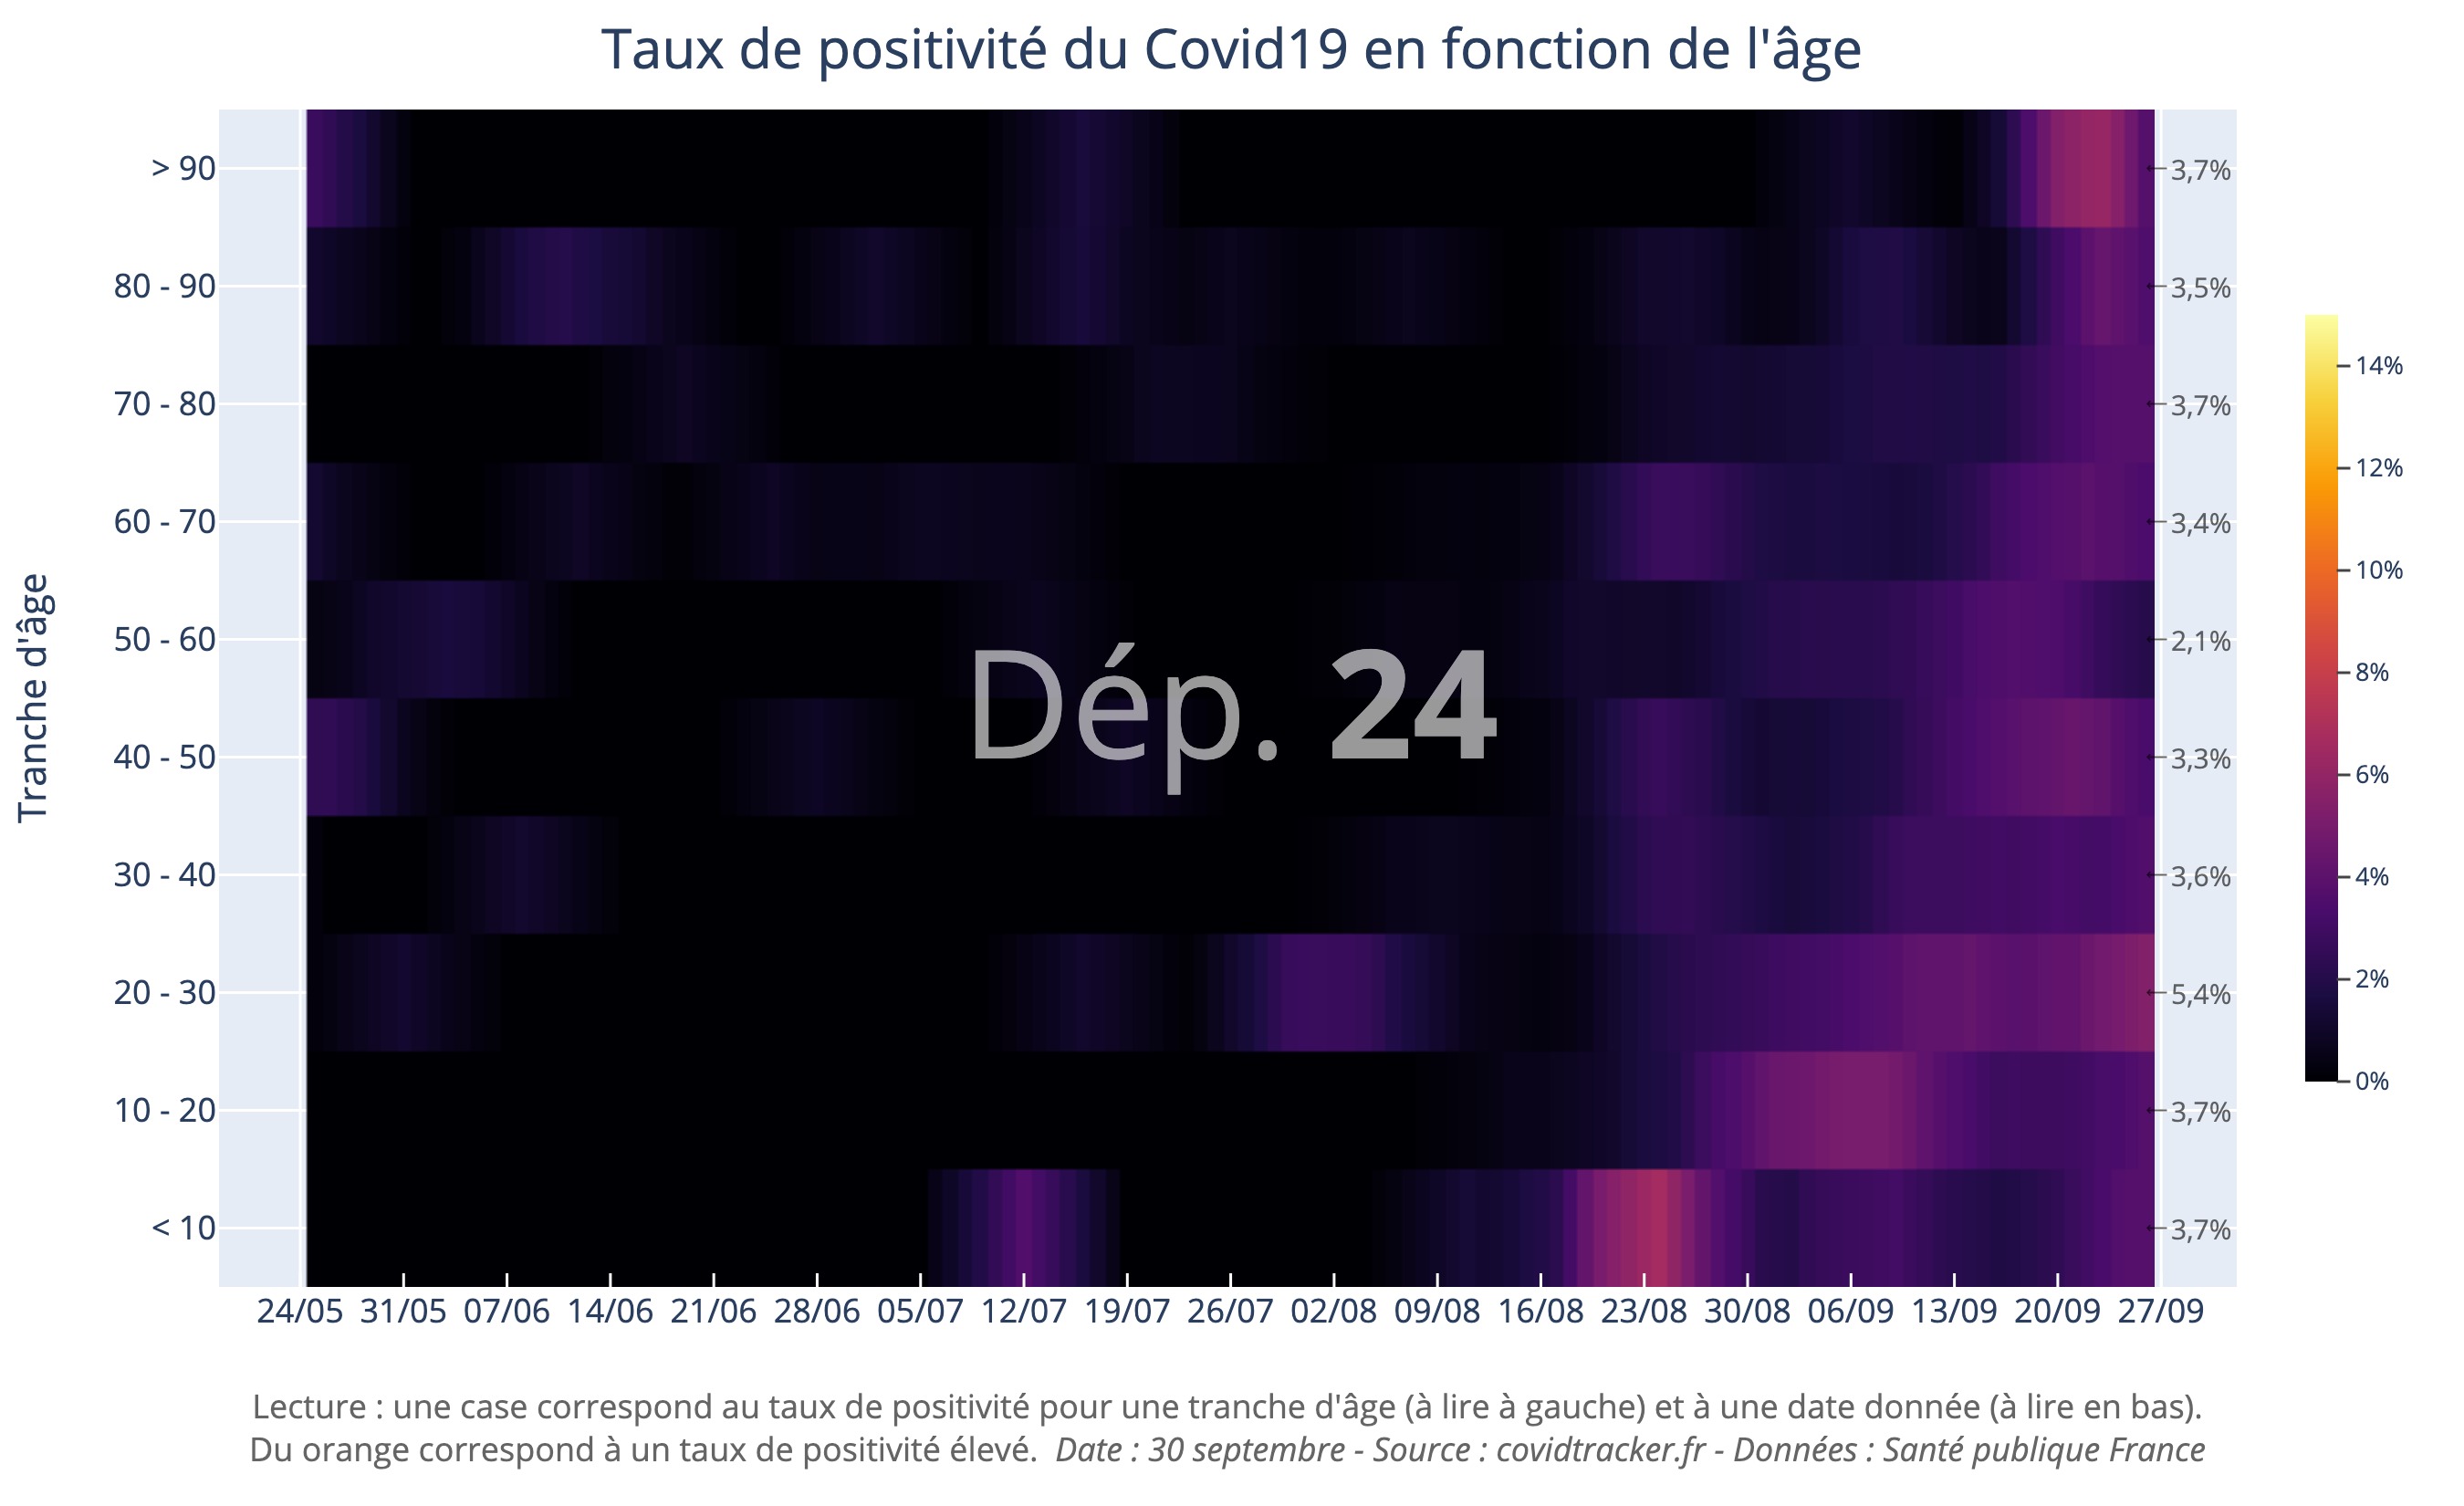 Taux de positivité du Covid19 en fonction de l'âge
Tranche d'âge
> 90
80 - 90
70 - 80
60 - 70
50 - 60
40 - 50
30 - 40
20 - 30
10 - 20
< 10
Dép. 24
3,7%
3,5%
3,7%
3,4%
2,1%
3,3%
3,6%
5,4%
3,7%
3,7%
14%
12%
10%
8%
6%
4%
2%
0%
24/05 31/05 07/06 14/06 21/06 28/06 05/07 12/07 19/07 26/07 02/08 09/08 16/08 23/08 30/08 06/09 13/09 20/09 27/09
Lecture : une case correspond au taux de positivité pour une tranche d'âge (à lire à gauche) et à une date donnée (à lire en bas).
Du orange correspond à un taux de positivité élevé. Date : 30 septembre - Source : covidtracker.fr - Données : Santé publique France